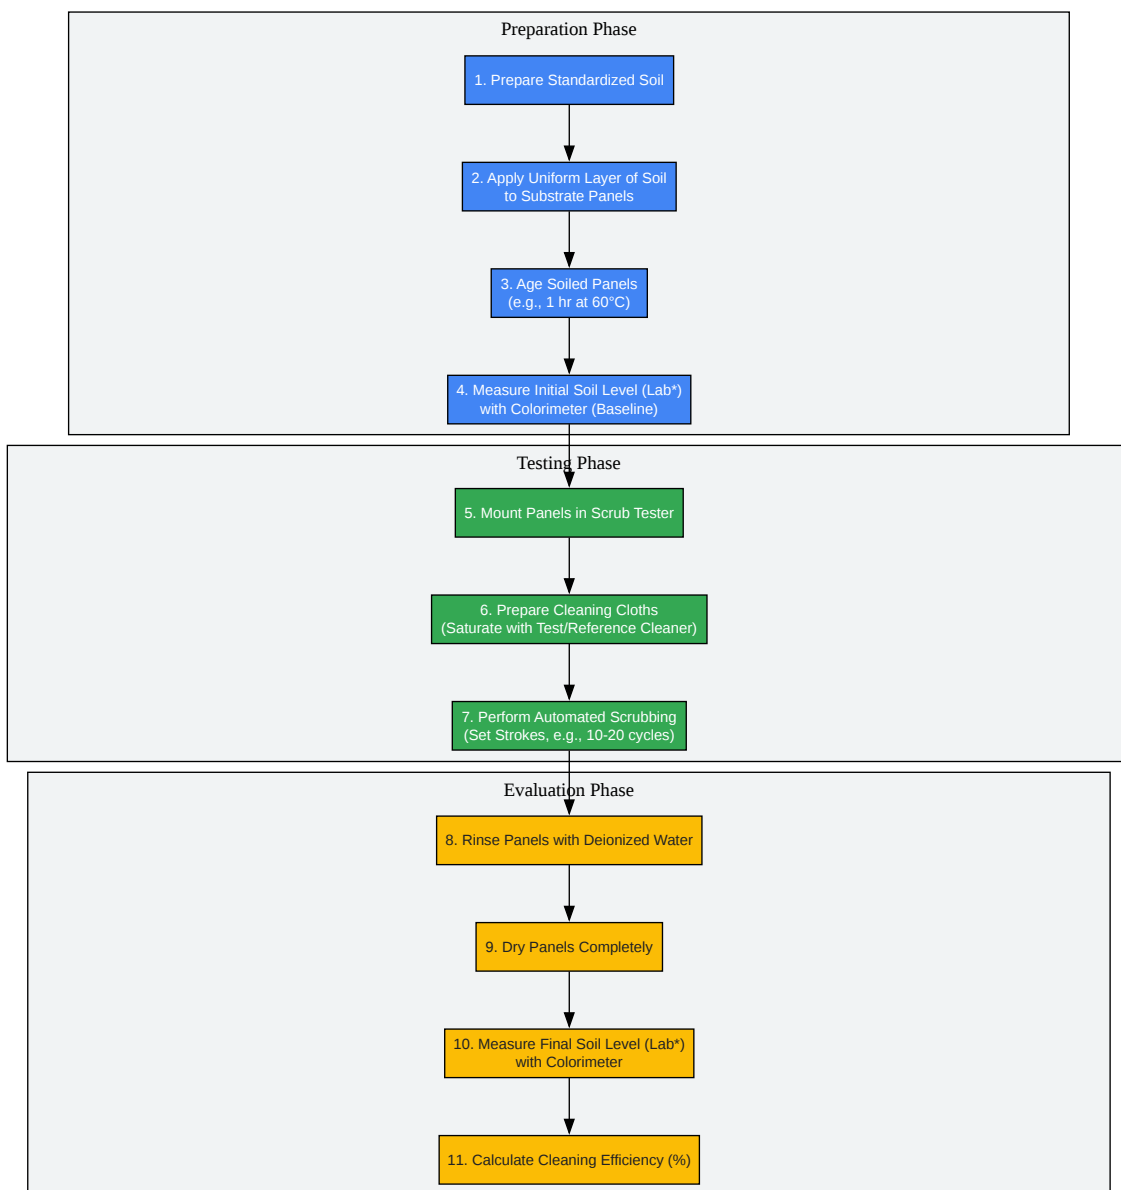 Preparation Phase
1. Prepare Standardized Soil
2. Apply Uniform Layer of Soil
to Substrate Panels
3. Age Soiled Panels
(e.g., 1 hr at 60°C)
4. Measure Initial Soil Level (Lab*)
with Colorimeter (Baseline)
Testing Phase
5. Mount Panels in Scrub Tester
6. Prepare Cleaning Cloths
(Saturate with Test/Reference Cleaner)
7. Perform Automated Scrubbing
(Set Strokes, e.g., 10-20 cycles)
Evaluation Phase
8. Rinse Panels with Deionized Water
9. Dry Panels Completely
10. Measure Final Soil Level (Lab*)
with Colorimeter
11. Calculate Cleaning Efficiency (%)